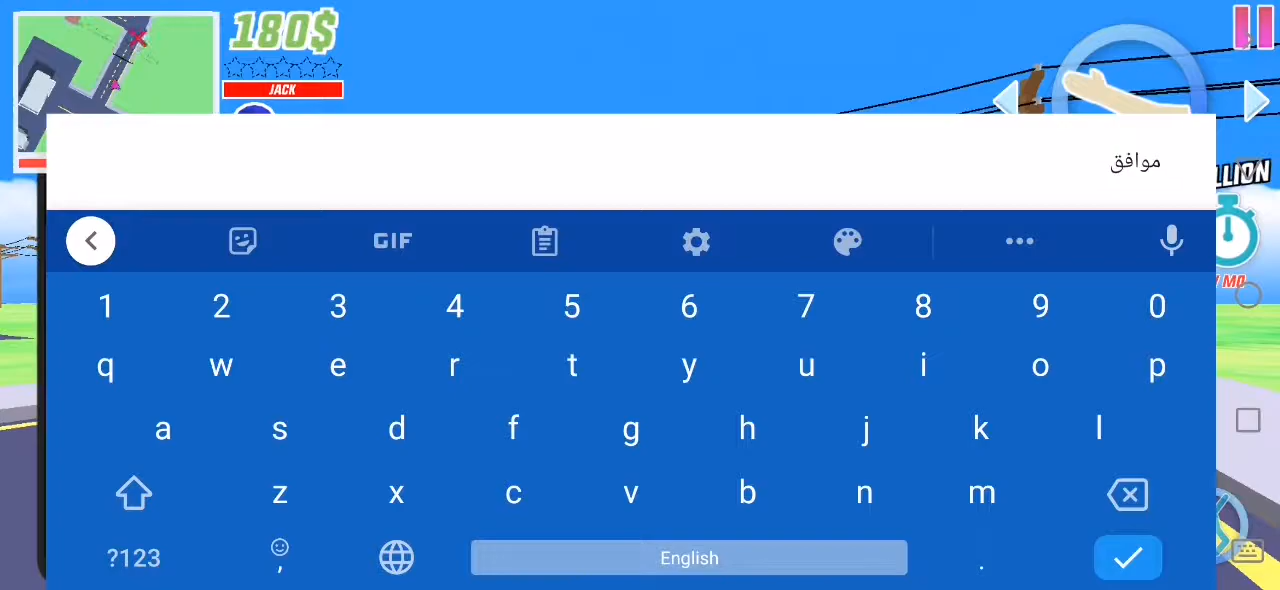 180$
JACK
موافق
GIF
1 2 3 4 5 6 7 8 9 0
q w e r t y u i o p
a s d f g h j k l
z x c v b n m
?123 , English .